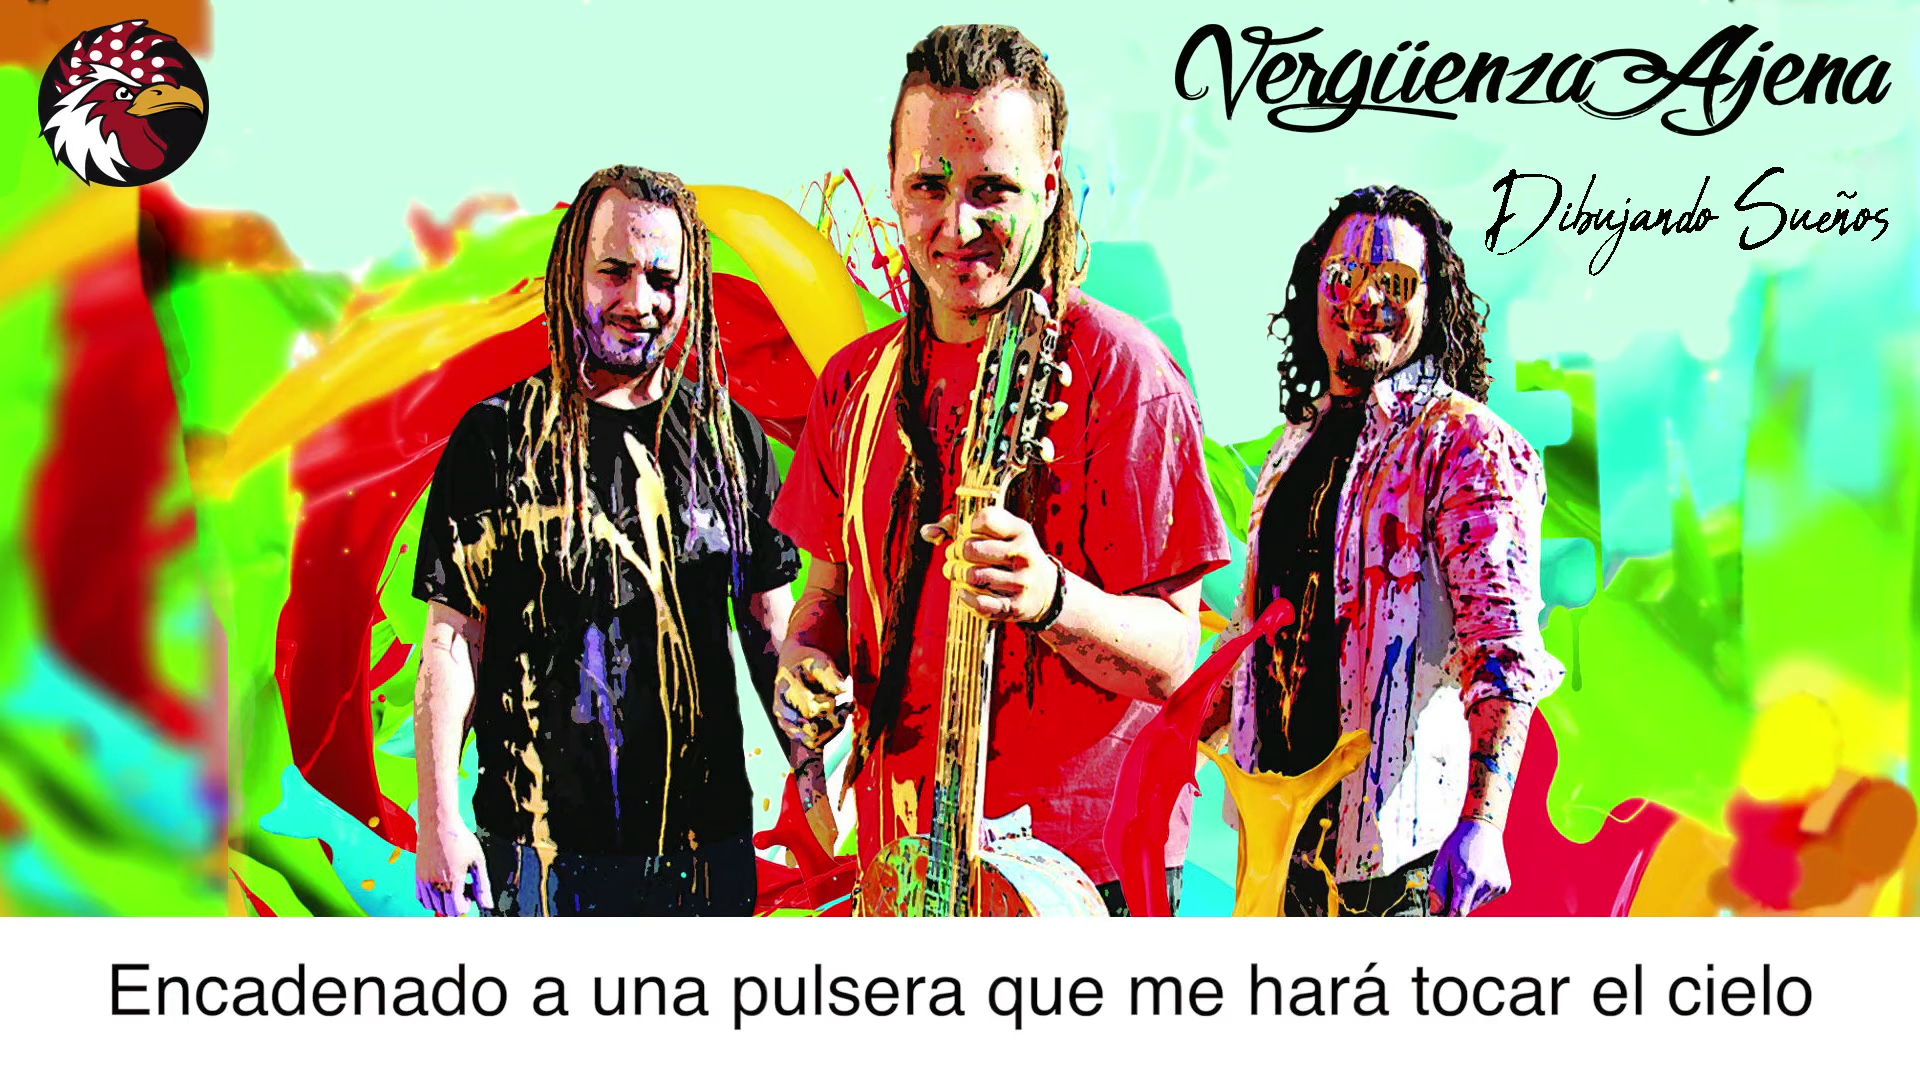 Vergüenza Ajena
Dibujando Sueños
Encadenado a una pulsera que me hará tocar el cielo